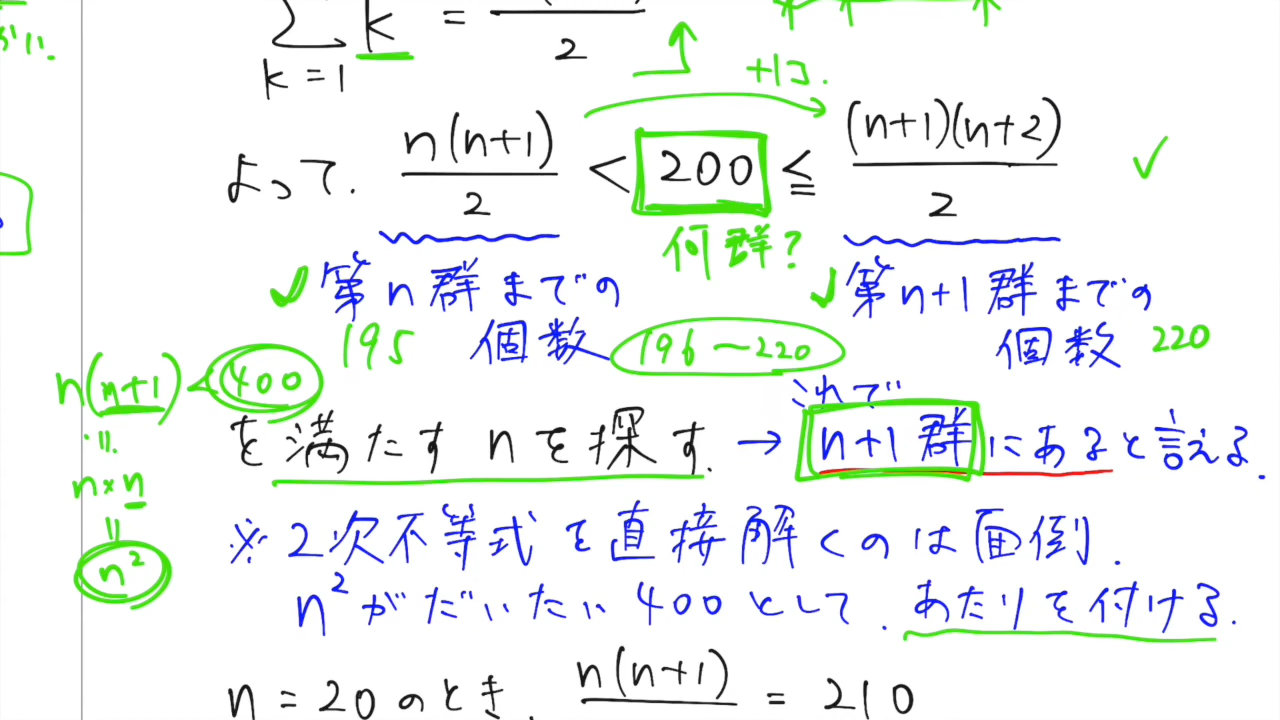 がい.
∑ k =
k=1
2
+1コ.
よって. n(n+1)/2 < 200 ≦ (n+1)(n+2)/2
何群?
第n群までの
個数
195
196〜220
第n+1群までの
個数
220
n(n+1) < 400
≒
n×n
=
n²
を満たす nを探す. → これで n+1群にあると言える.
※2次不等式を直接解くのは面倒.
n²がだいたい400として. あたりを付ける.
n=20のとき. n(n+1) = 210